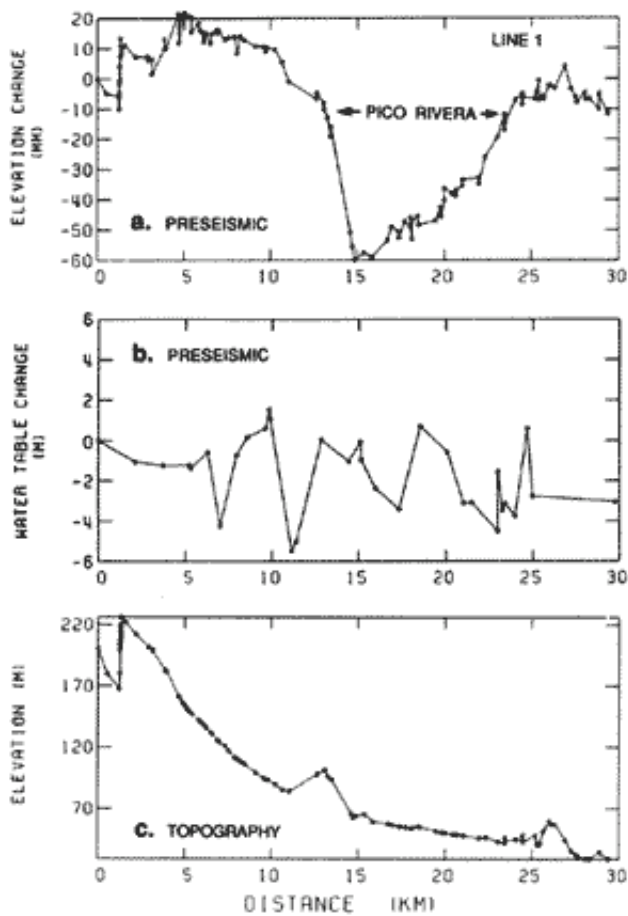 ELEVATION CHANGE
(MM)
20
10
0
-10
-20
-30
-40
-50
-60
LINE 1
PICO RIVERA
a. PRESEISMIC
0 5 10 15 20 25 30
WATER TABLE CHANGE
(M)
6
4
2
0
-2
-4
-6
b. PRESEISMIC
0 5 10 15 20 25 30
ELEVATION (M)
220
170
120
70
c. TOPOGRAPHY
0 5 10 15 20 25 30
DISTANCE (KM)